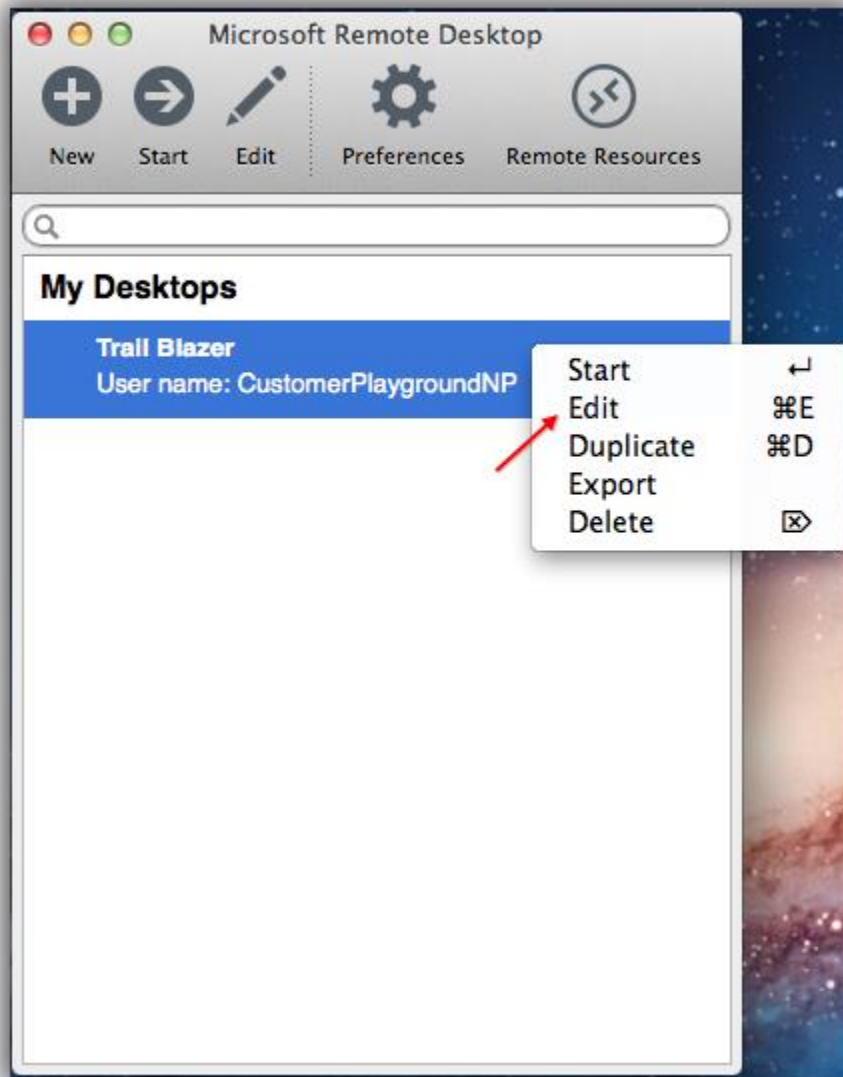 Microsoft Remote Desktop
New Start Edit Preferences Remote Resources
My Desktops
Trail Blazer
User name: CustomerPlaygroundNP
Start ↵
Edit ⌘E
Duplicate ⌘D
Export
Delete ⌦